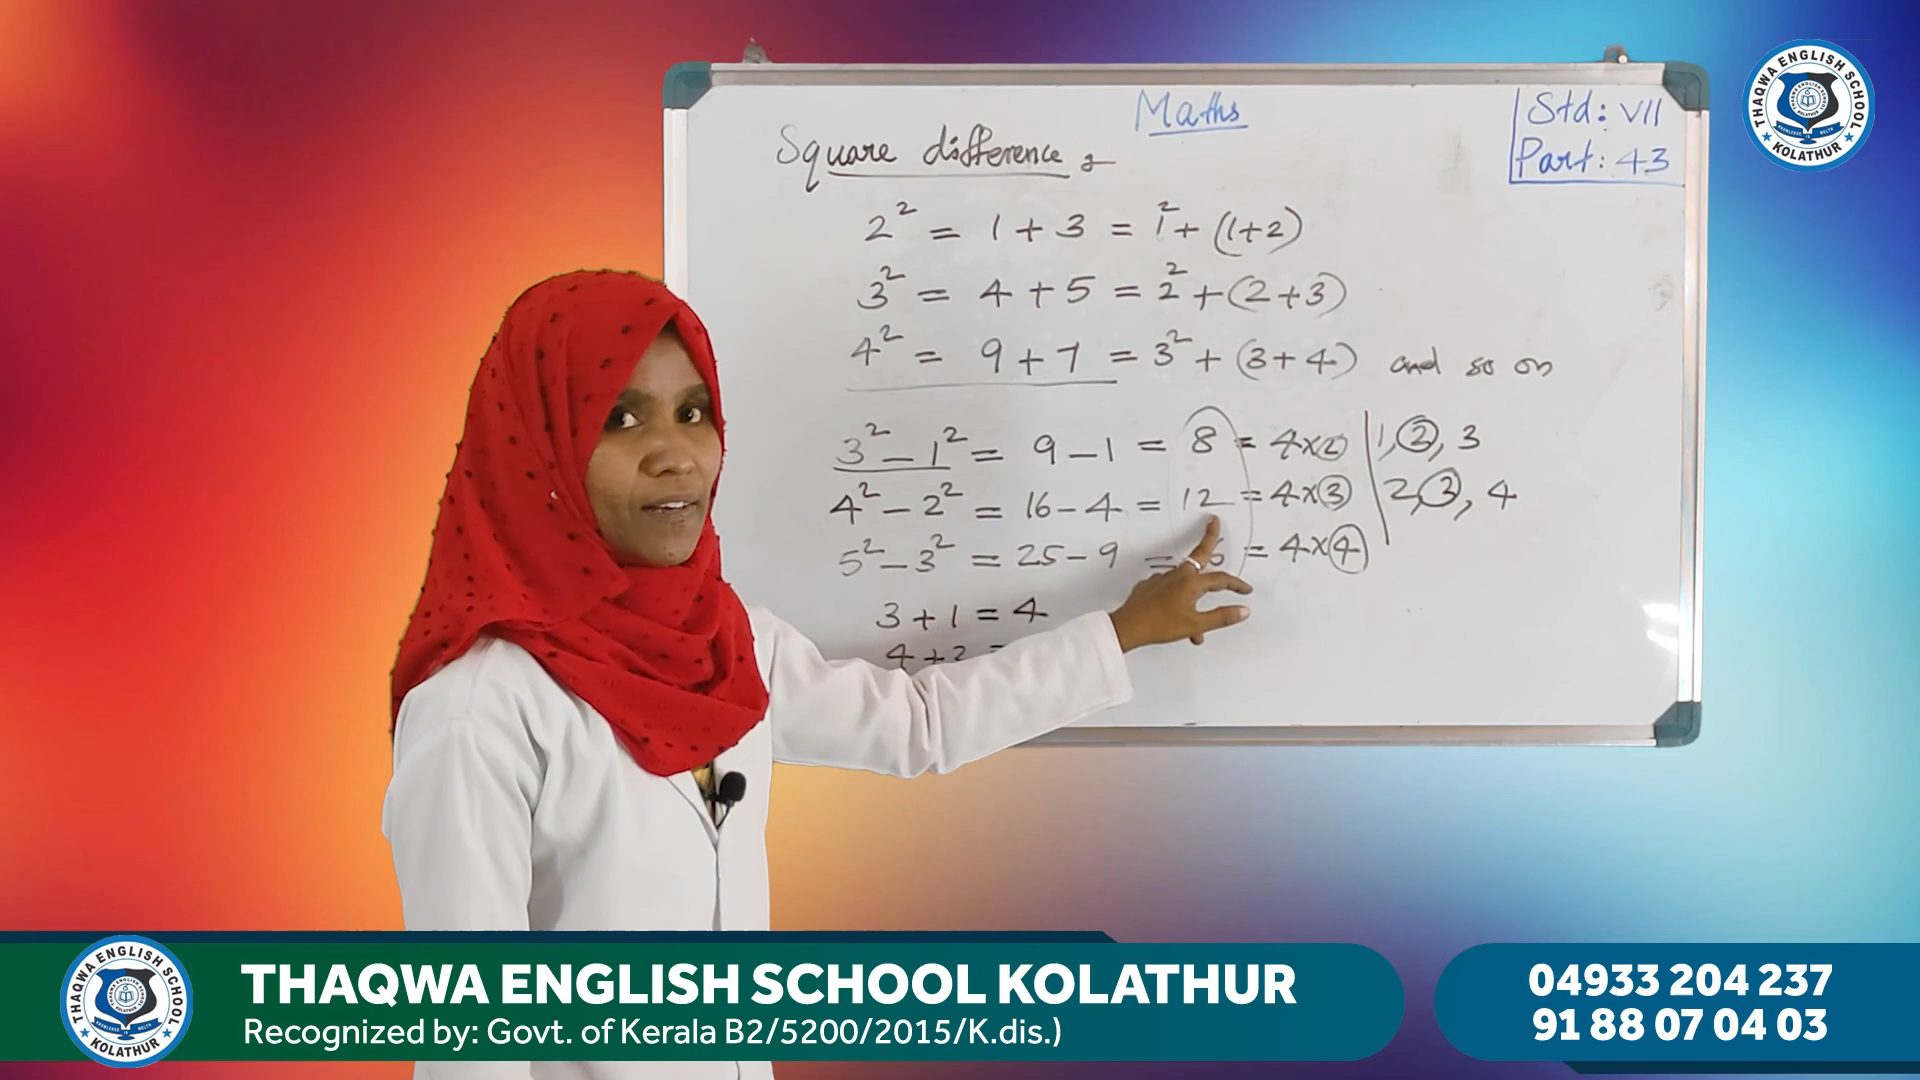 Maths
Std: VII
Part: 43
Square difference :-
2² = 1 + 3 = 1² + (1+2)
3² = 4 + 5 = 2² + (2+3)
4² = 9 + 7 = 3² + (3+4) and so on
3² – 1² = 9 – 1 = 8 = 4×2 | 1, 2, 3
4² – 2² = 16 – 4 = 12 = 4×3 | 2, 3, 4
5² – 3² = 25 – 9 = 6 = 4×4
3 + 1 = 4
4 + 2 =
THAQWA ENGLISH SCHOOL
KOLATHUR
THAQWA ENGLISH SCHOOL
KOLATHUR
THAQWA ENGLISH SCHOOL KOLATHUR
Recognized by: Govt. of Kerala B2/5200/2015/K.dis.)
04933 204 237
91 88 07 04 03